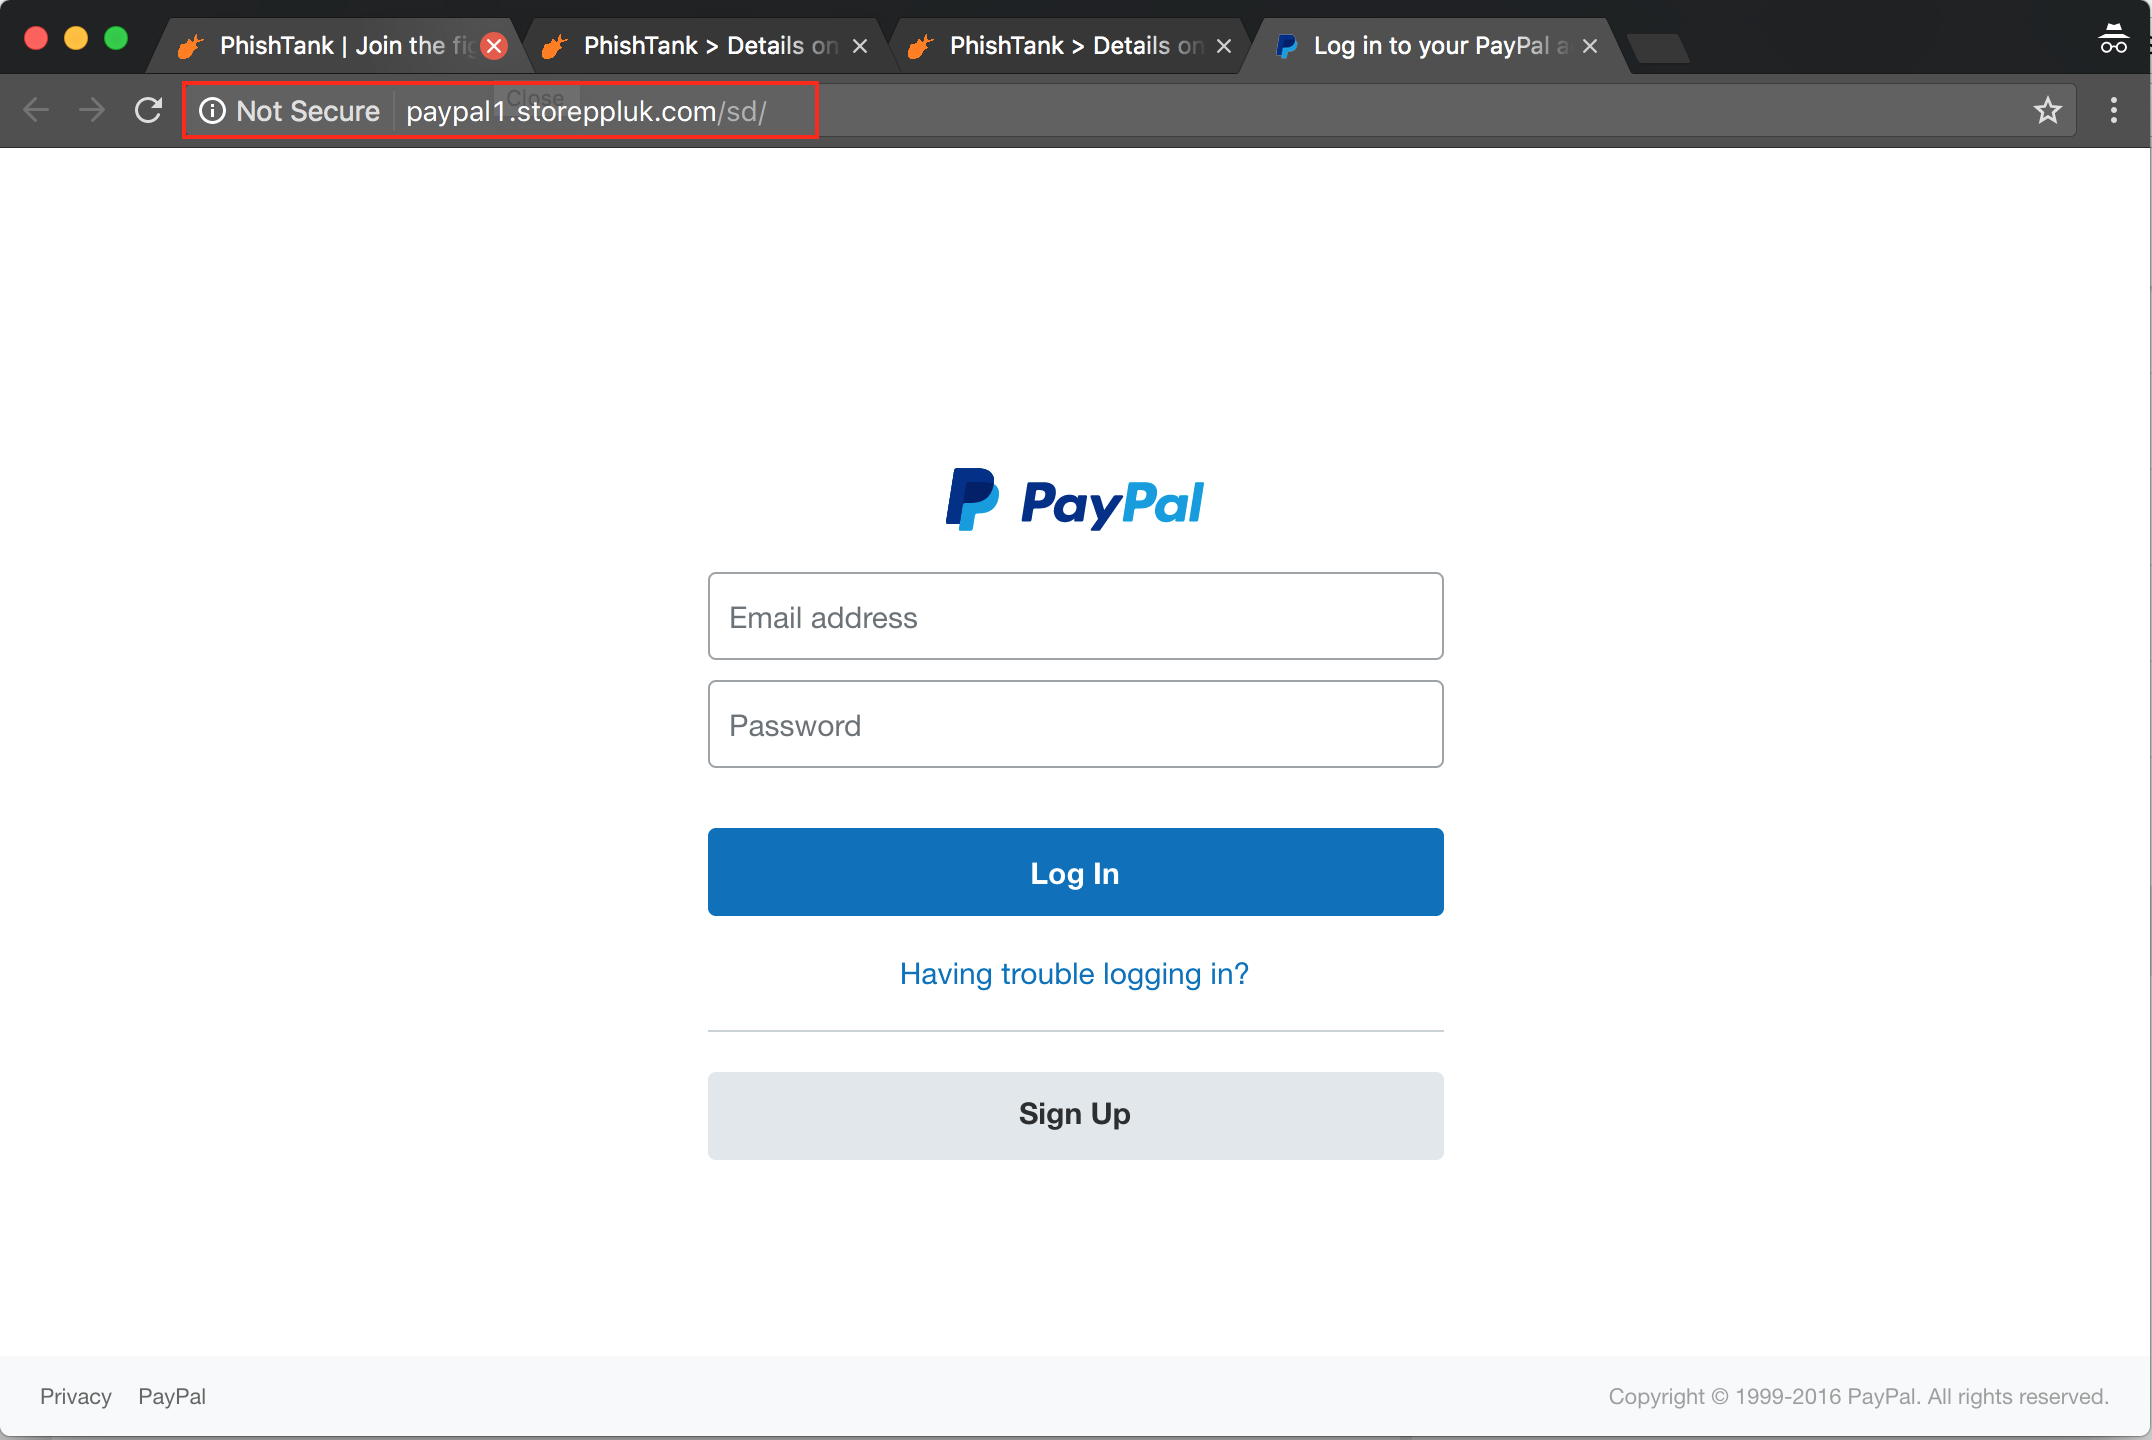 PhishTank | Join the fig
PhishTank > Details on
PhishTank > Details on
Log in to your PayPal a
Close
Not Secure
paypal1.storeppluk.com/sd/
PayPal
Email address
Password
Log In
Having trouble logging in?
Sign Up
Privacy PayPal
Copyright © 1999-2016 PayPal. All rights reserved.